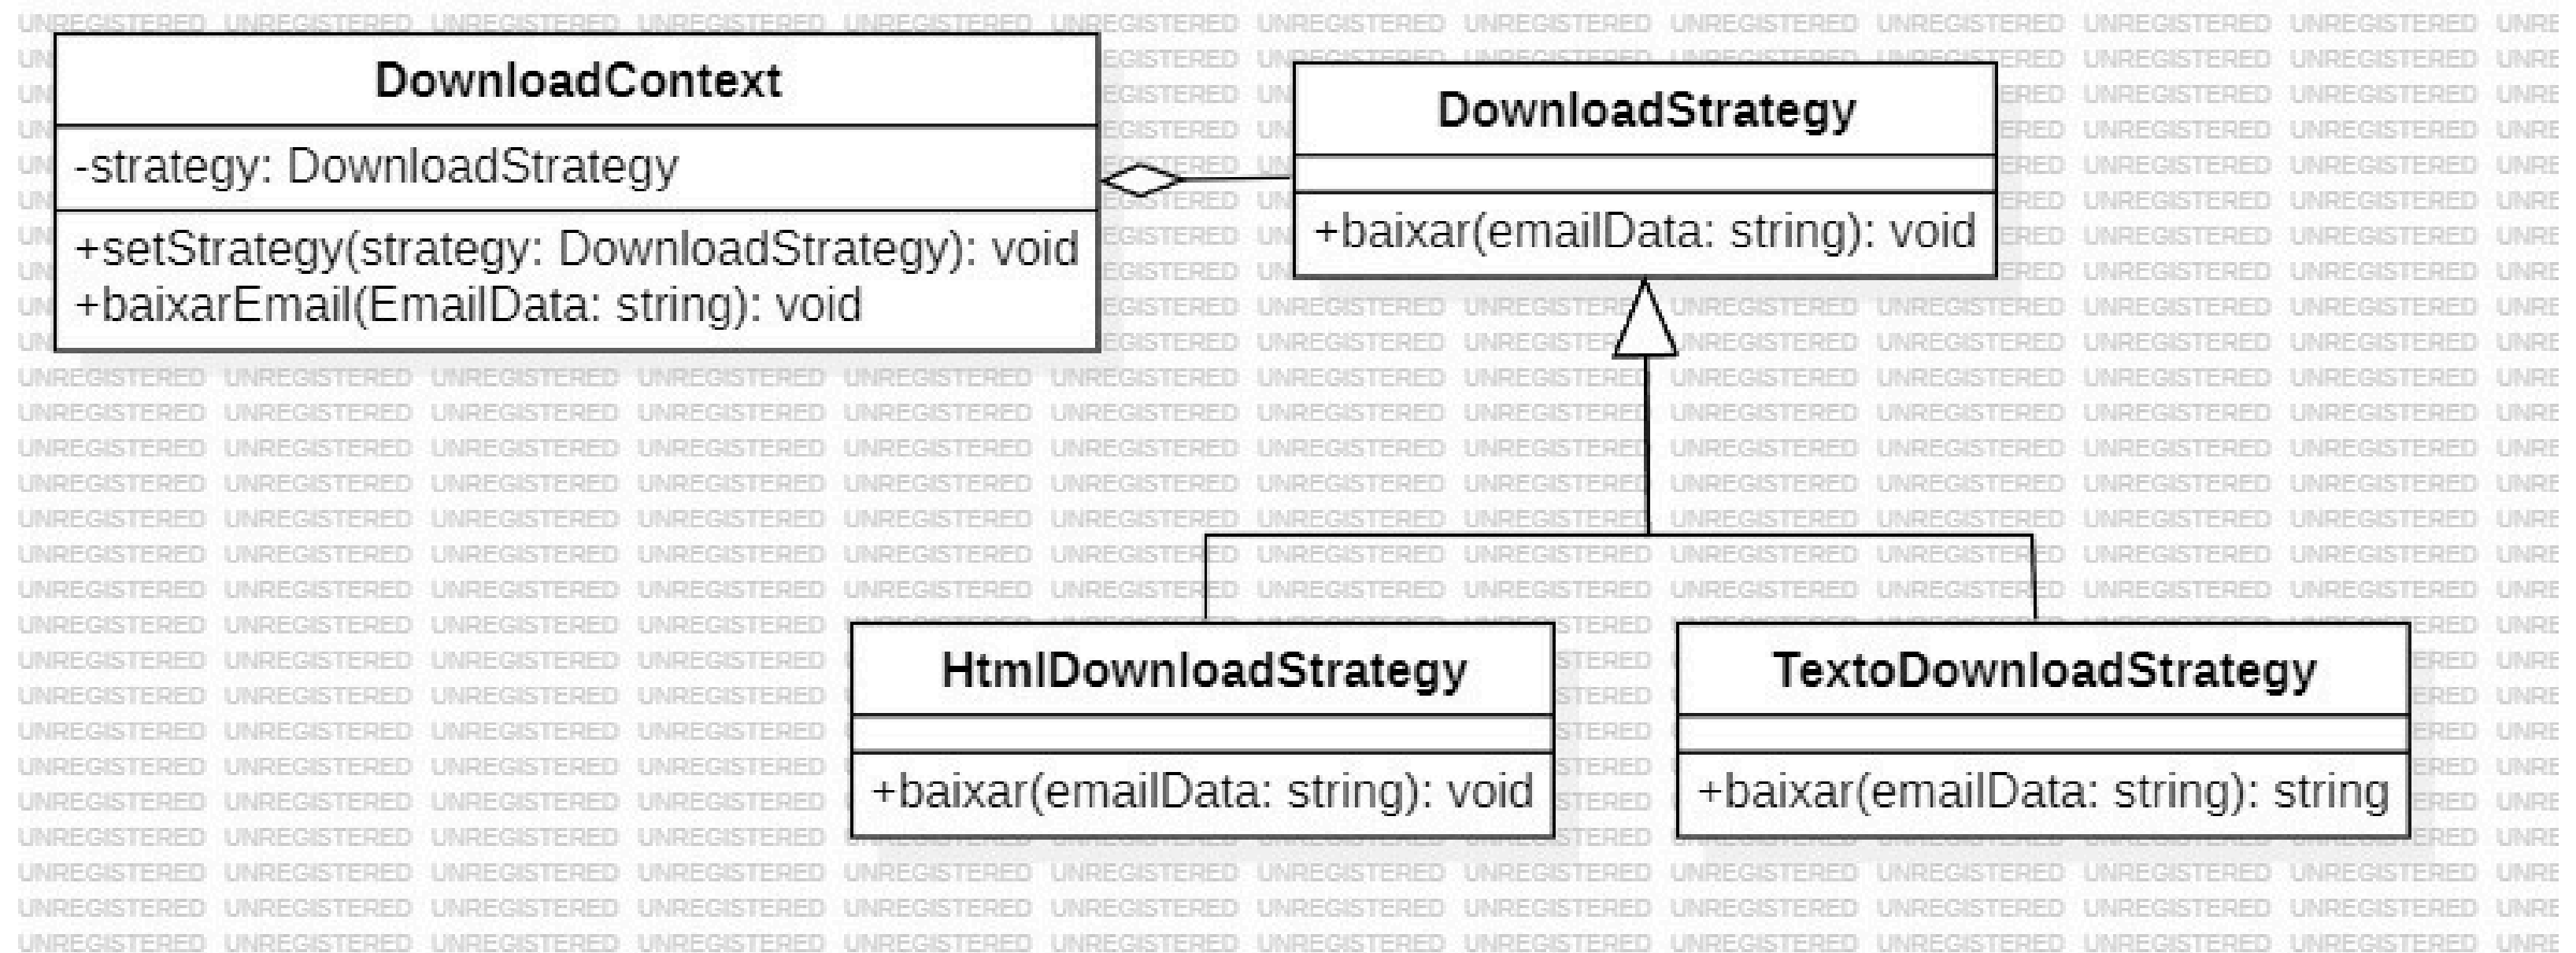 DownloadContext
-strategy: DownloadStrategy
+setStrategy(strategy: DownloadStrategy): void
+baixarEmail(EmailData: string): void
DownloadStrategy
+baixar(emailData: string): void
HtmlDownloadStrategy
+baixar(emailData: string): void
TextoDownloadStrategy
+baixar(emailData: string): string
UNREGISTERED